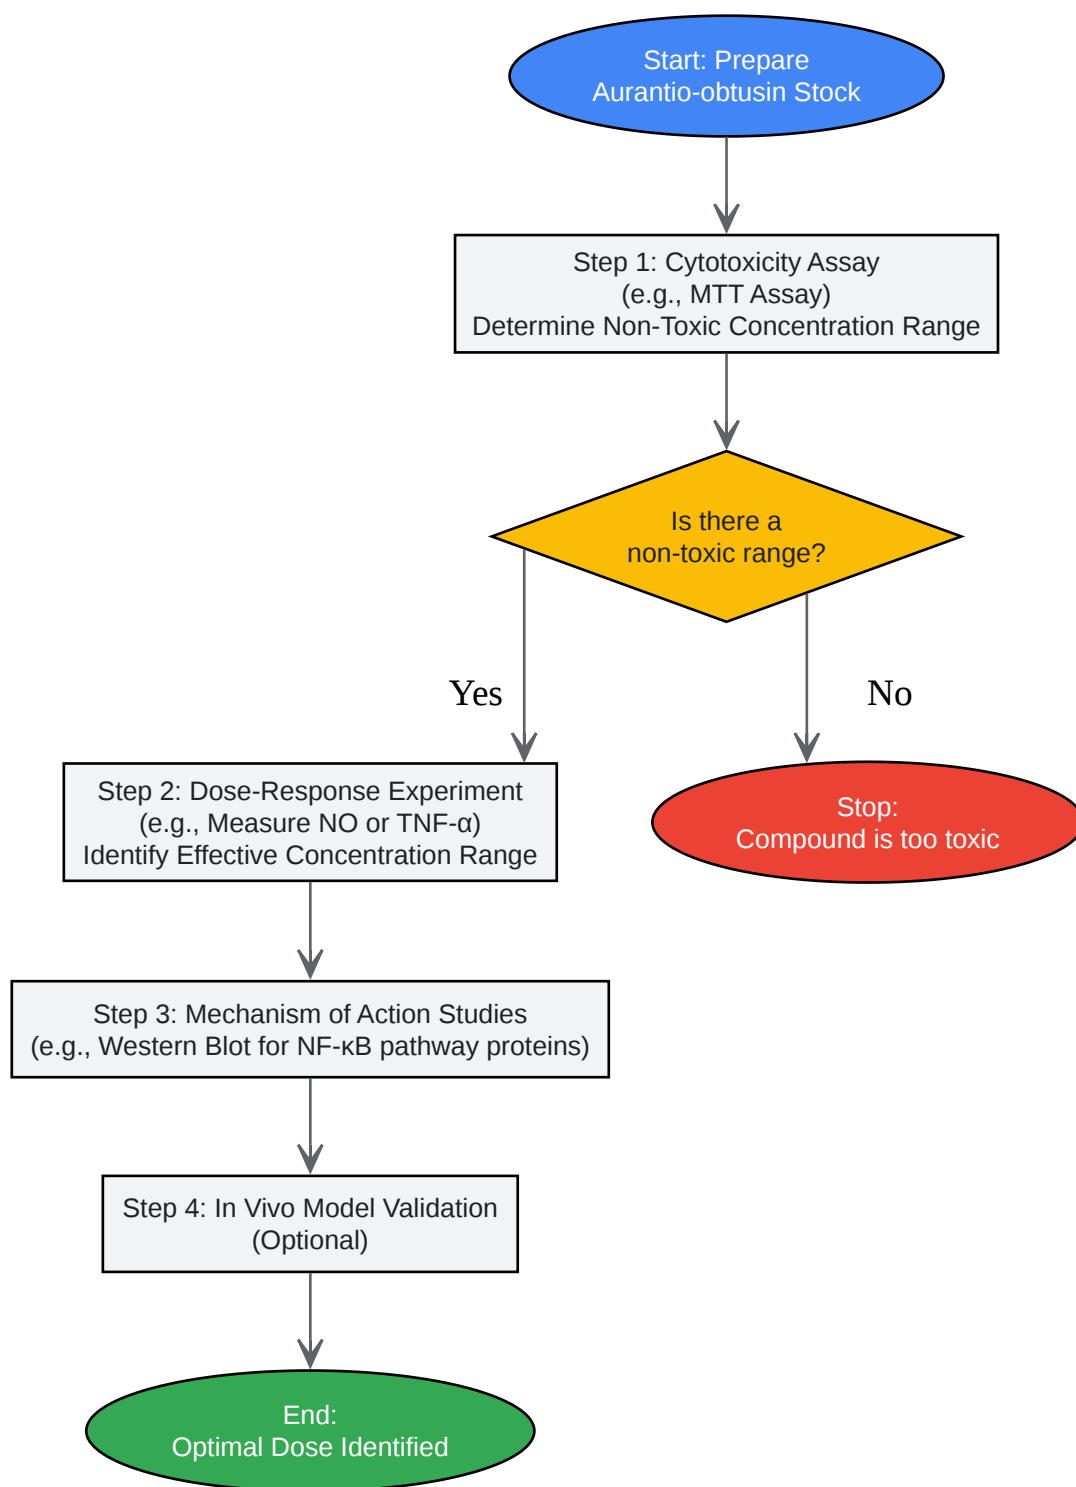 Start: Prepare
Aurantio-obtusin Stock
Step 1: Cytotoxicity Assay
(e.g., MTT Assay)
Determine Non-Toxic Concentration Range
Is there a
non-toxic range?
Yes
No
Step 2: Dose-Response Experiment
(e.g., Measure NO or TNF-α)
Identify Effective Concentration Range
Stop:
Compound is too toxic
Step 3: Mechanism of Action Studies
(e.g., Western Blot for NF-κB pathway proteins)
Step 4: In Vivo Model Validation
(Optional)
End:
Optimal Dose Identified